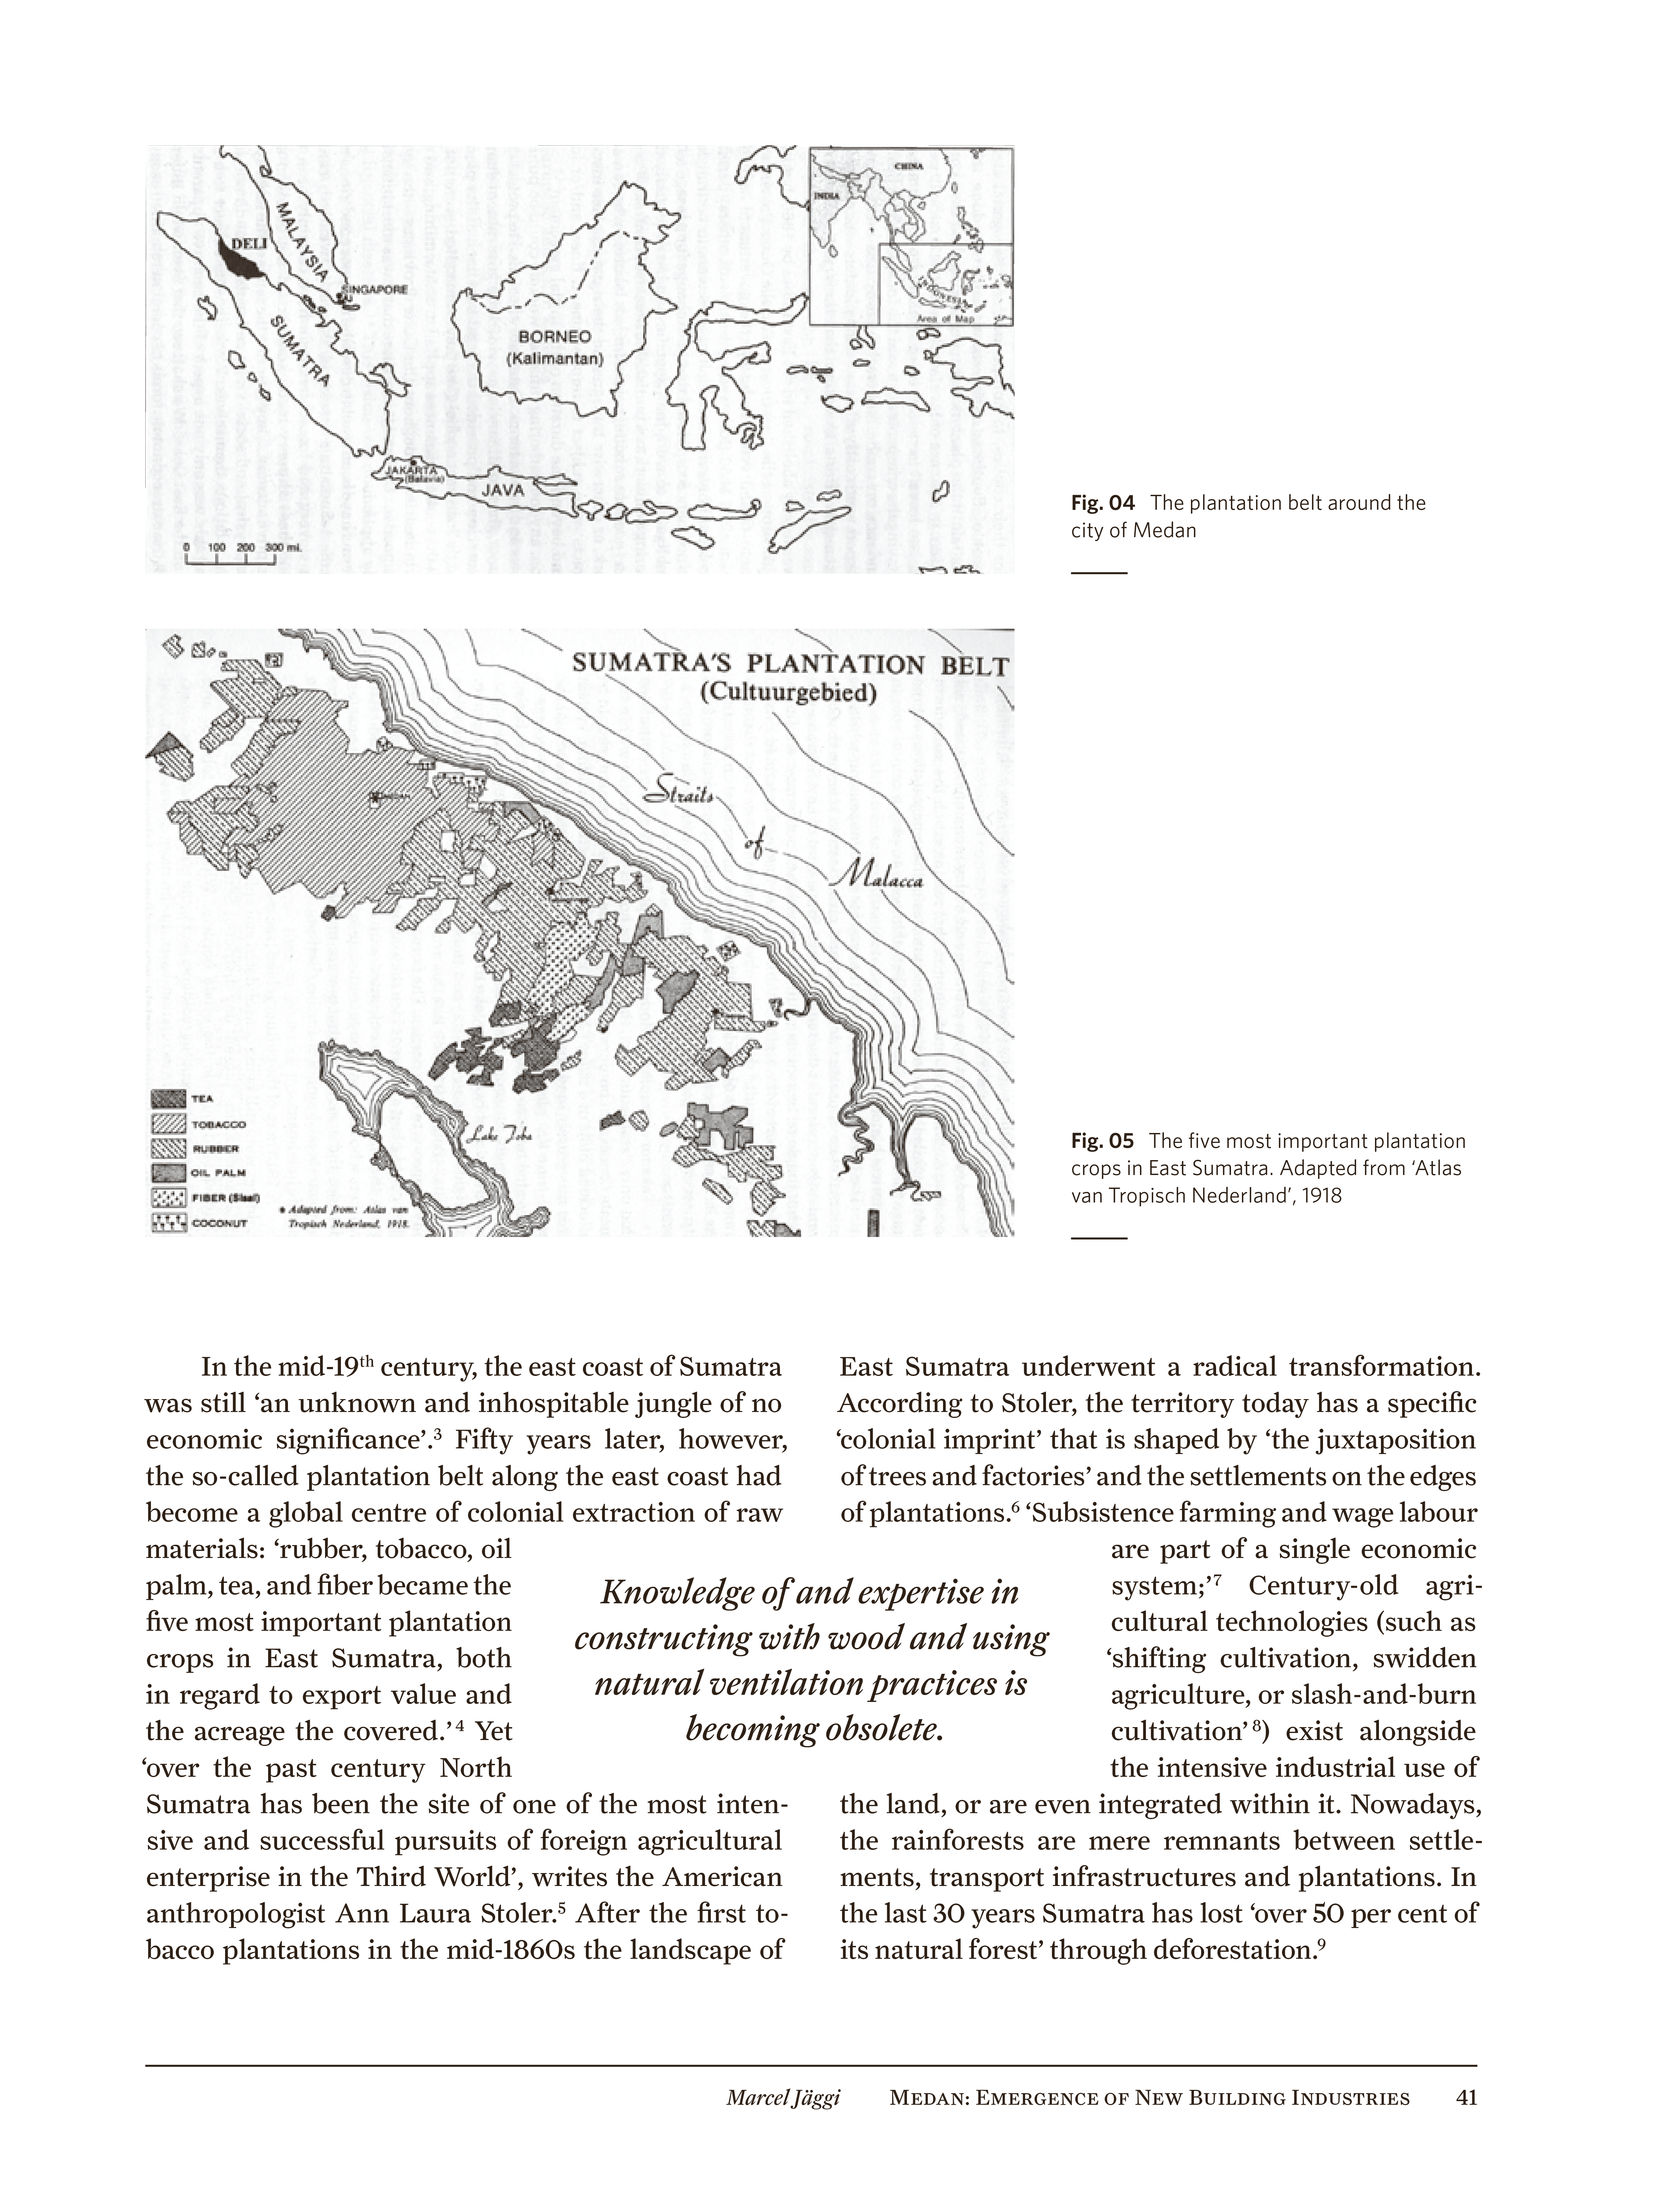 CHINA
INDIA
INDONESIA
Area of Map
DELI
MALAYSIA
SINGAPORE
SUMATRA
BORNEO
(Kalimantan)
JAKARTA
(Batavia)
JAVA
0 100 200 300 mi.
Fig. 04 The plantation belt around the
city of Medan
SUMATRA'S PLANTATION BELT
(Cultuurgebied)
MEDAN
Straits
of
Malacca
Lake Toba
TEA
TOBACCO
RUBBER
OIL PALM
FIBER (Sisal)
COCONUT
* Adapted from: Atlas van
Tropisch Nederland, 1918.
Fig. 05 The five most important plantation
crops in East Sumatra. Adapted from ‘Atlas
van Tropisch Nederland’, 1918
In the mid-19th century, the east coast of Sumatra
was still ‘an unknown and inhospitable jungle of no
economic significance’.3 Fifty years later, however,
the so-called plantation belt along the east coast had
become a global centre of colonial extraction of raw
materials: ‘rubber, tobacco, oil
palm, tea, and fiber became the
five most important plantation
crops in East Sumatra, both
in regard to export value and
the acreage the covered.’4 Yet
‘over the past century North
Sumatra has been the site of one of the most inten-
sive and successful pursuits of foreign agricultural
enterprise in the Third World’, writes the American
anthropologist Ann Laura Stoler.5 After the first to-
bacco plantations in the mid-1860s the landscape of
Knowledge of and expertise in
constructing with wood and using
natural ventilation practices is
becoming obsolete.
East Sumatra underwent a radical transformation.
According to Stoler, the territory today has a specific
‘colonial imprint’ that is shaped by ‘the juxtaposition
of trees and factories’ and the settlements on the edges
of plantations.6 ‘Subsistence farming and wage labour
are part of a single economic
system;’7 Century-old agri-
cultural technologies (such as
‘shifting cultivation, swidden
agriculture, or slash-and-burn
cultivation’8) exist alongside
the intensive industrial use of
the land, or are even integrated within it. Nowadays,
the rainforests are mere remnants between settle-
ments, transport infrastructures and plantations. In
the last 30 years Sumatra has lost ‘over 50 per cent of
its natural forest’ through deforestation.9
Marcel Jäggi MEDAN: EMERGENCE OF NEW BUILDING INDUSTRIES 41